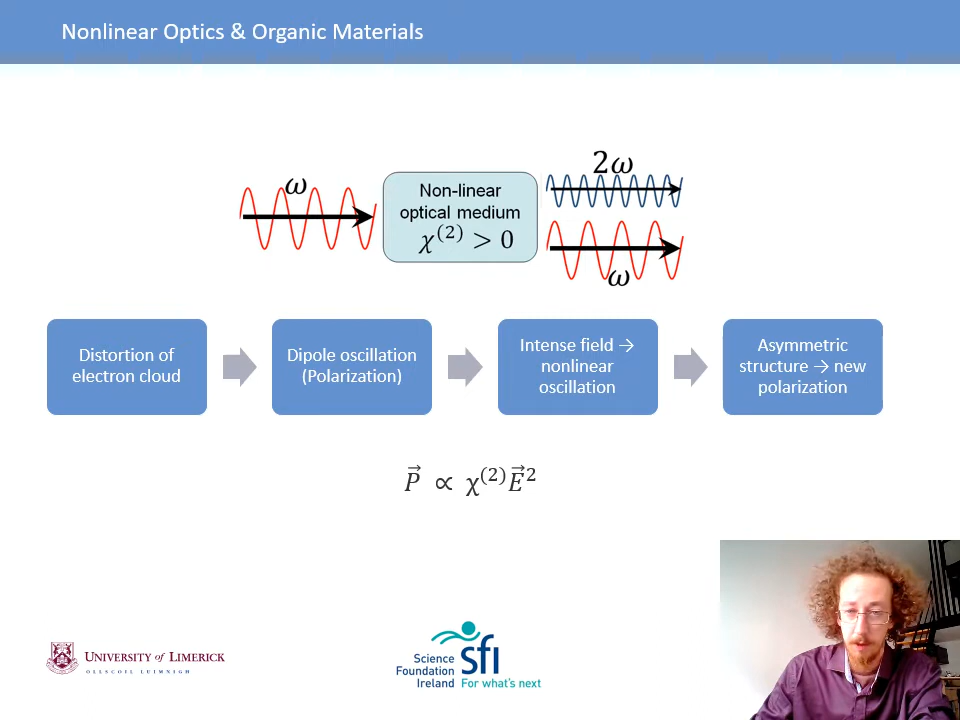 Nonlinear Optics & Organic Materials
ω
Non-linear
optical medium
χ⁽²⁾ > 0
2ω
ω
Distortion of
electron cloud
Dipole oscillation
(Polarization)
Intense field →
nonlinear
oscillation
Asymmetric
structure → new
polarization
P⃗ ∝ χ⁽²⁾E⃗²
UNIVERSITY of LIMERICK
OLLSCOIL LUIMNIGH
Science
Foundation
Ireland
sfi
For what's next